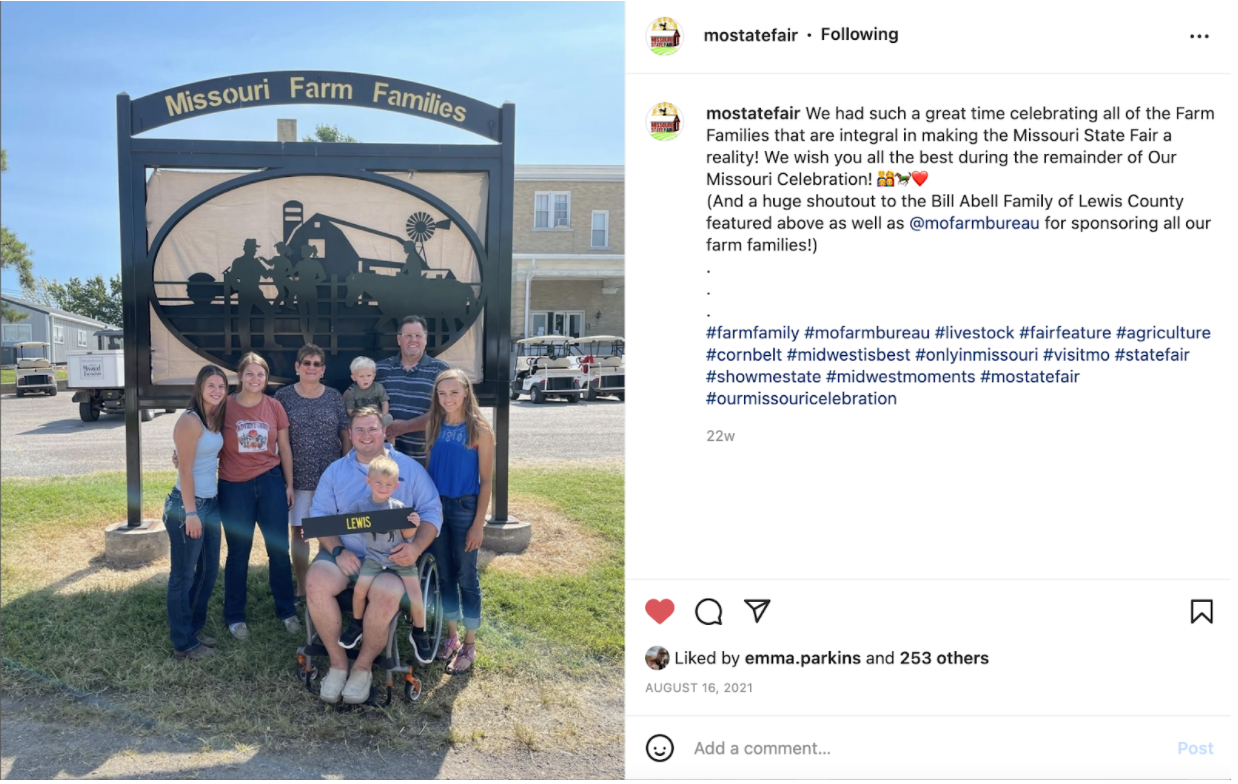 Missouri Farm Families
LEWIS
mostatefair • Following
mostatefair We had such a great time celebrating all of the Farm
Families that are integral in making the Missouri State Fair a
reality! We wish you all the best during the remainder of Our
Missouri Celebration! 👭🐎❤️
(And a huge shoutout to the Bill Abell Family of Lewis County
featured above as well as @mofarmbureau for sponsoring all our
farm families!)
.
.
.
#farmfamily #mofarmbureau #livestock #fairfeature #agriculture
#cornbelt #midwestisbest #onlyinmissouri #visitmo #statefair
#showmestate #midwestmoments #mostatefair
#ourmissouricelebration
22w
Liked by emma.parkins and 253 others
AUGUST 16, 2021
Add a comment...
Post